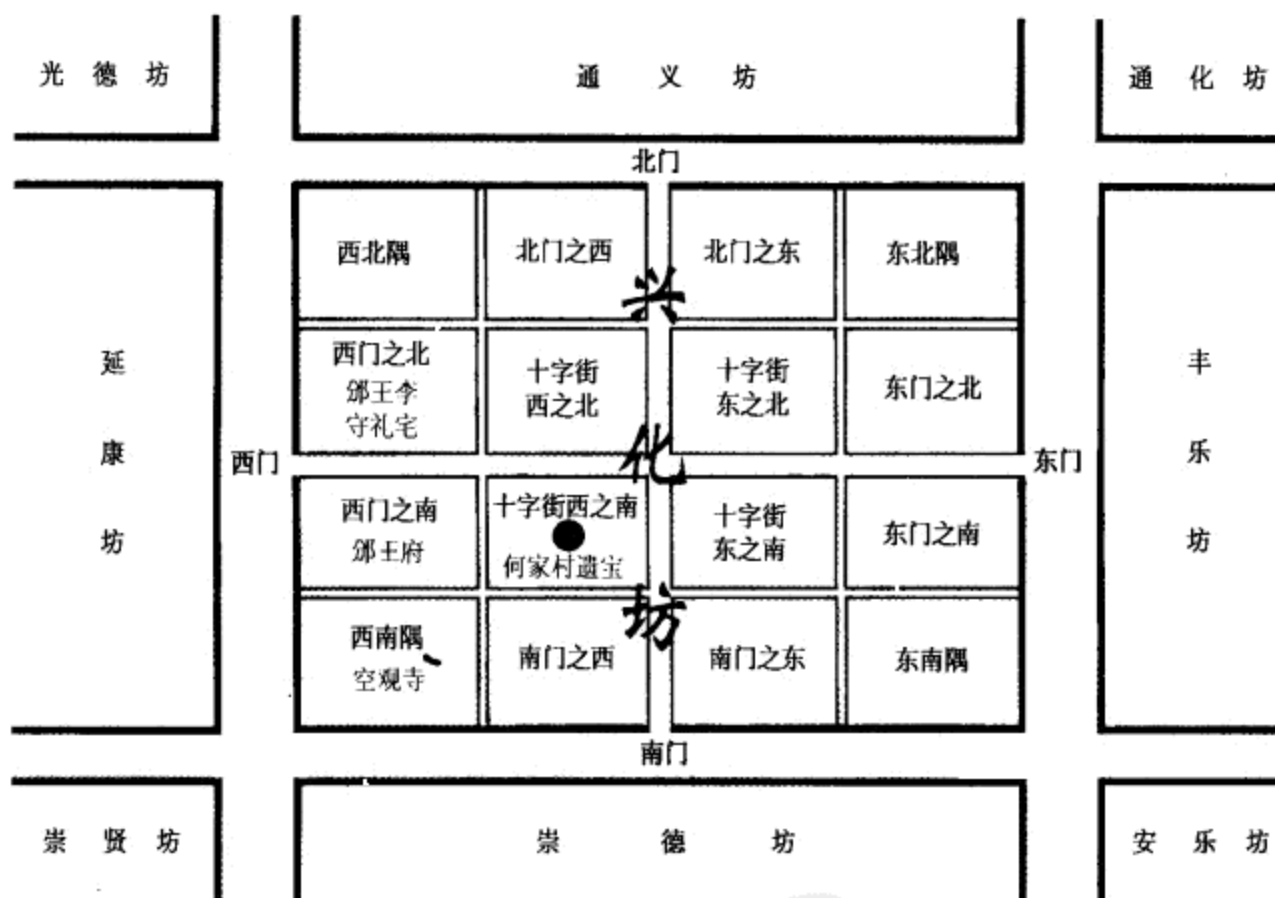 光德坊
通义坊
通化坊
北门
西北隅
北门之西
北门之东
东北隅
兴化坊
延康坊
西门之北
邠王李
守礼宅
十字街
西之北
十字街
东之北
东门之北
丰乐坊
西门
东门
西门之南
邠王府
十字街西之南
何家村遗宝
十字街
东之南
东门之南
西南隅
空观寺
南门之西
南门之东
东南隅
南门
崇贤坊
崇德坊
安乐坊